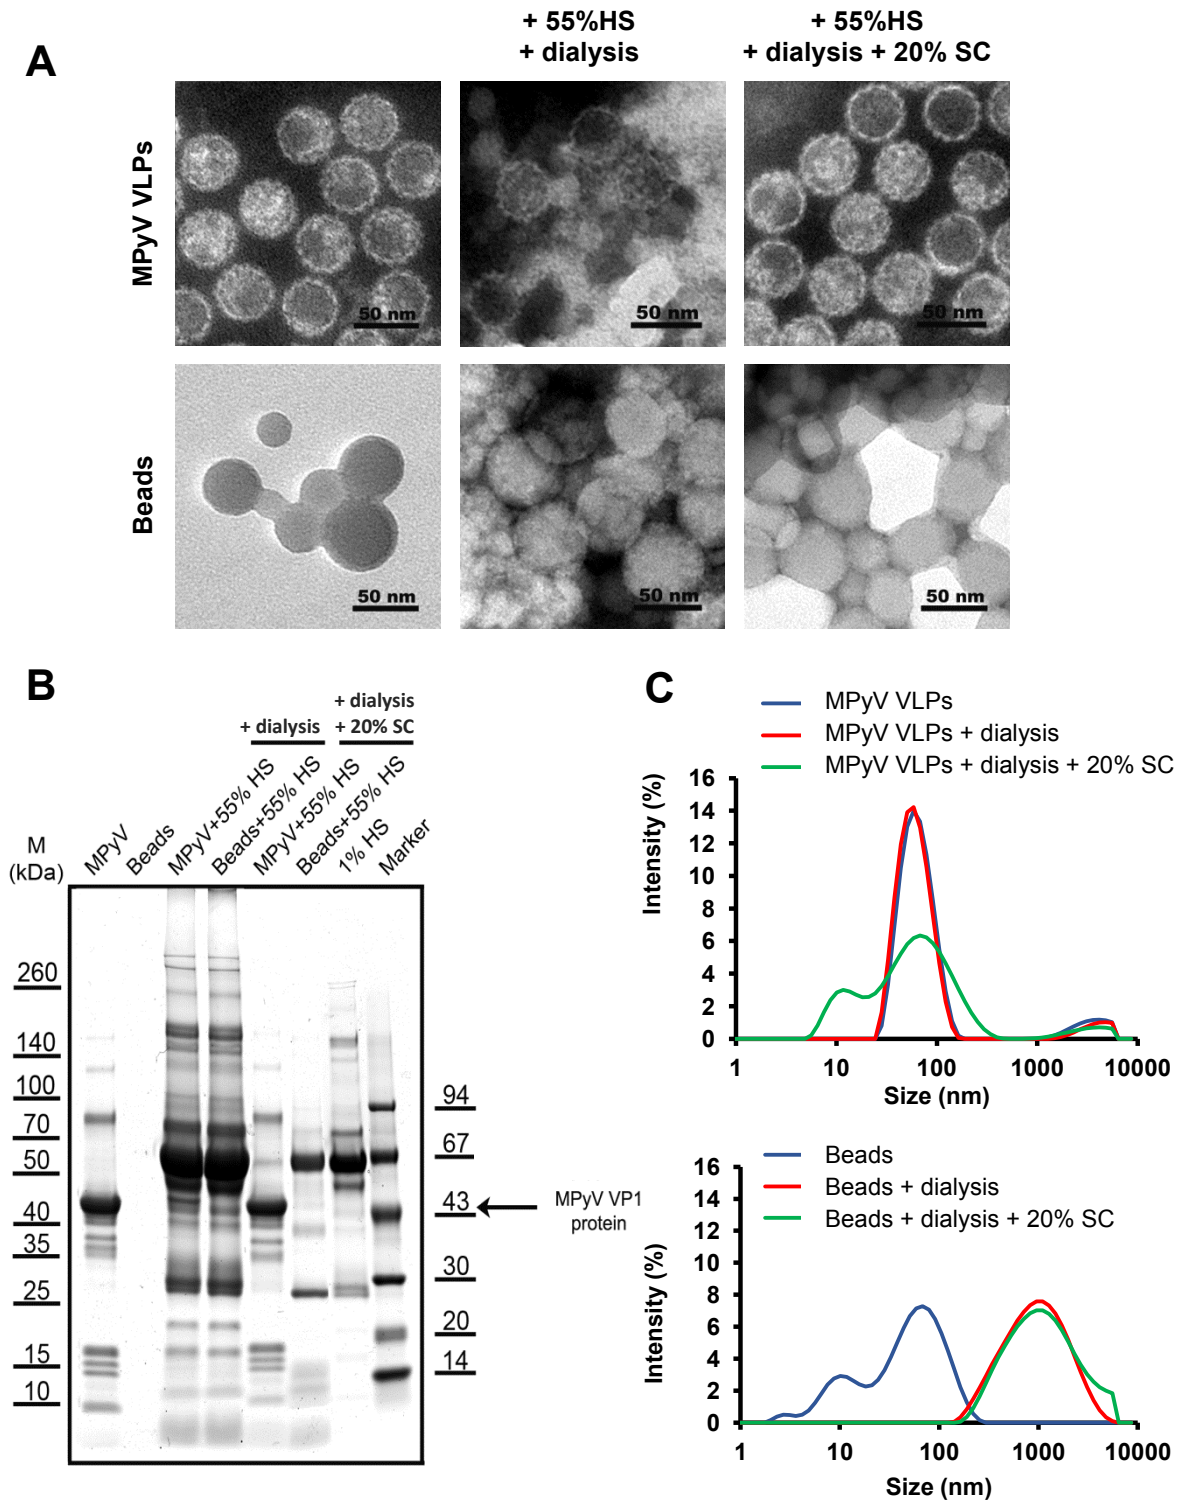 A
+ 55%HS
+ dialysis
+ 55%HS
+ dialysis + 20% SC
MPyV VLPs
50 nm
50 nm
50 nm
Beads
50 nm
50 nm
50 nm
B
+ dialysis
+ dialysis
+ 20% SC
M
(kDa)
MPyV
Beads
MPyV+55% HS
Beads+55% HS
MPyV+55% HS
Beads+55% HS
1% HS
Marker
260
140
100
70
50
40
35
25
15
10
94
67
43
30
20
14
MPyV VP1
protein
C
MPyV VLPs
MPyV VLPs + dialysis
MPyV VLPs + dialysis + 20% SC
Intensity (%)
16
14
12
10
8
6
4
2
0
1
10
100
1000
10000
Size (nm)
Beads
Beads + dialysis
Beads + dialysis + 20% SC
Intensity (%)
16
14
12
10
8
6
4
2
0
1
10
100
1000
10000
Size (nm)